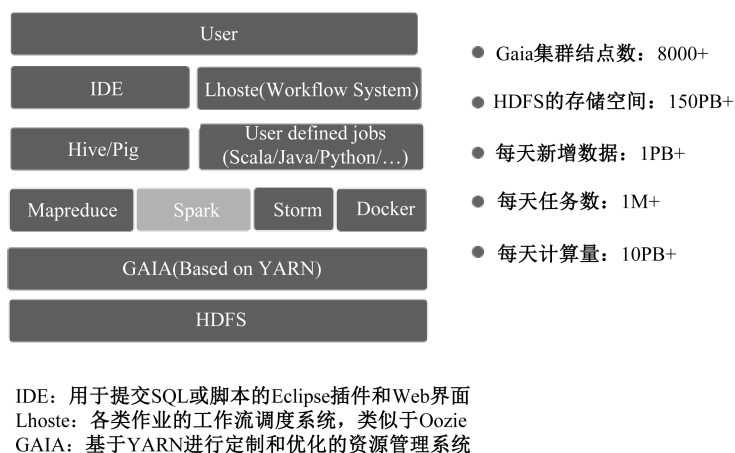 User
IDE
Lhoste(Workflow System)
Hive/Pig
User defined jobs
(Scala/Java/Python/…)
Mapreduce
Spark
Storm
Docker
GAIA(Based on YARN)
HDFS
Gaia集群结点数：8000+
HDFS的存储空间：150PB+
每天新增数据：1PB+
每天任务数：1M+
每天计算量：10PB+
IDE：用于提交SQL或脚本的Eclipse插件和Web界面
Lhoste：各类作业的工作流调度系统，类似于Oozie
GAIA：基于YARN进行定制和优化的资源管理系统